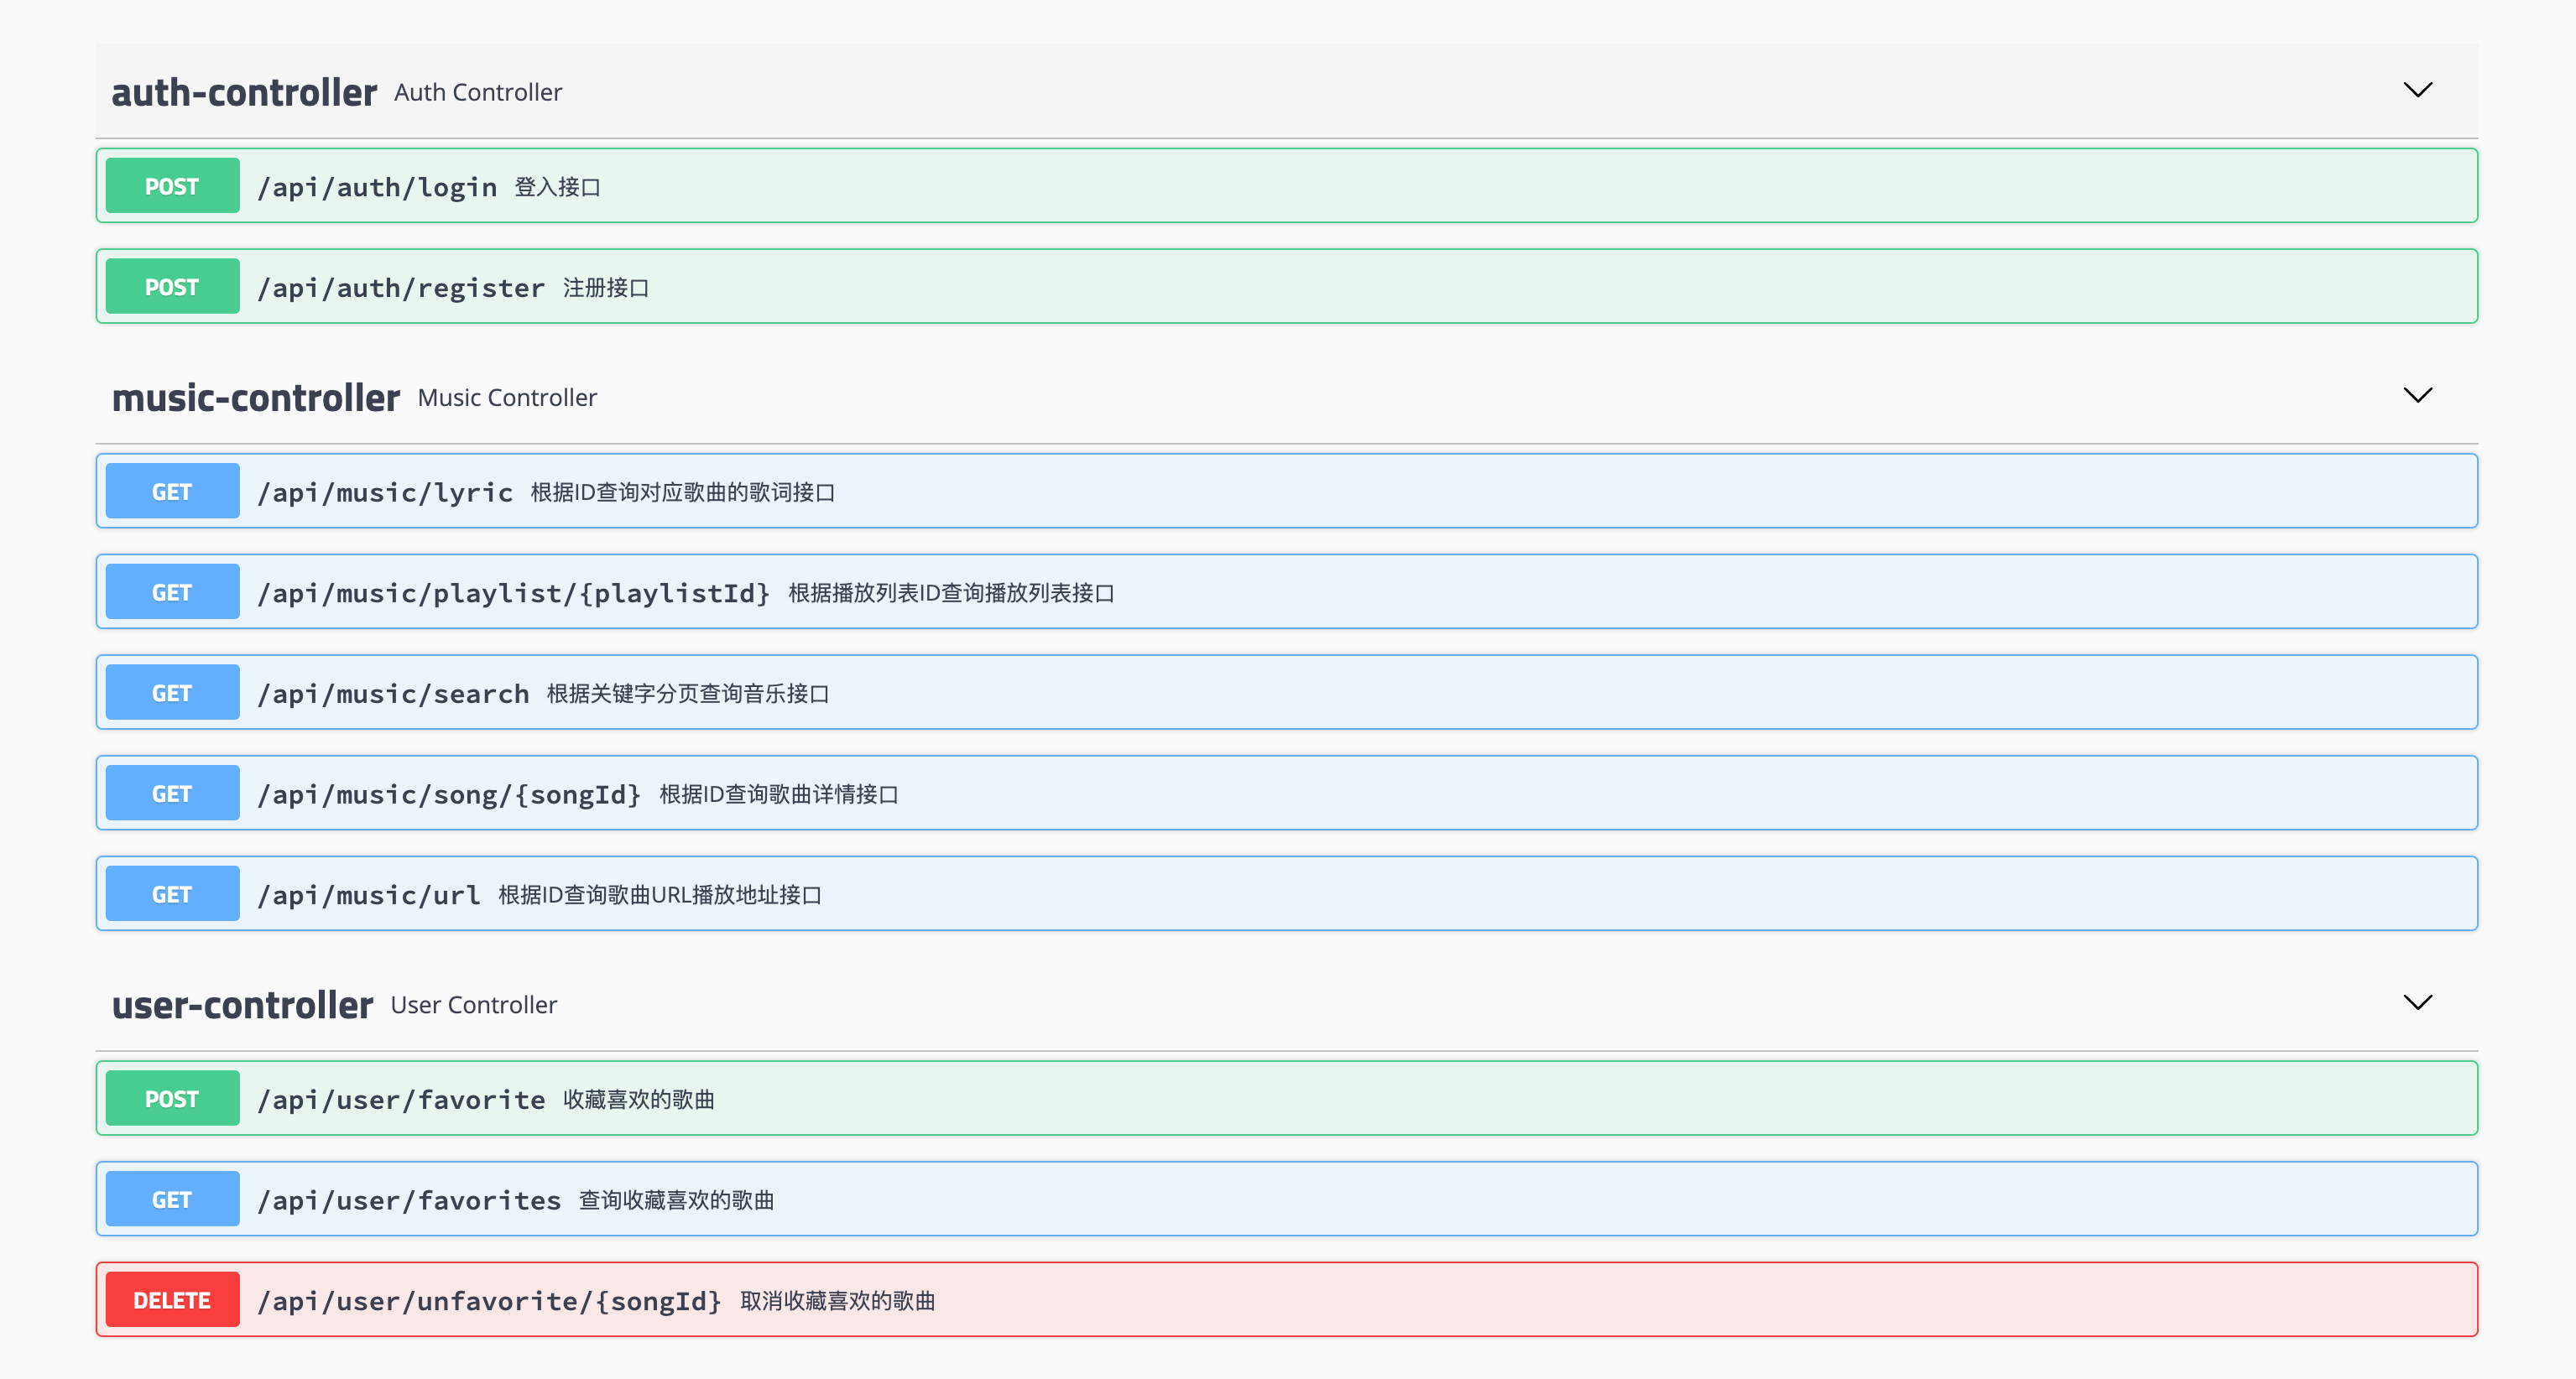 auth-controller Auth Controller
POST /api/auth/login 登入接口
POST /api/auth/register 注册接口
music-controller Music Controller
GET /api/music/lyric 根据ID查询对应歌曲的歌词接口
GET /api/music/playlist/{playlistId} 根据播放列表ID查询播放列表接口
GET /api/music/search 根据关键字分页查询音乐接口
GET /api/music/song/{songId} 根据ID查询歌曲详情接口
GET /api/music/url 根据ID查询歌曲URL播放地址接口
user-controller User Controller
POST /api/user/favorite 收藏喜欢的歌曲
GET /api/user/favorites 查询收藏喜欢的歌曲
DELETE /api/user/unfavorite/{songId} 取消收藏喜欢的歌曲